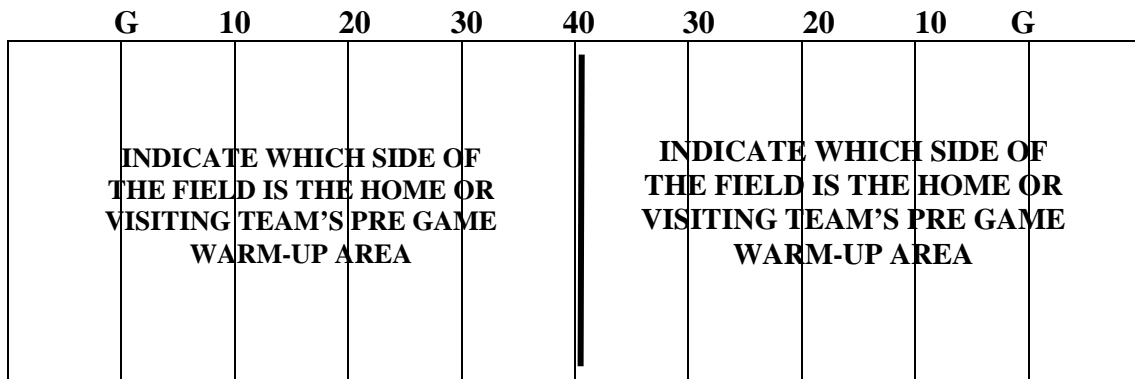 G 10 20 30 40 30 20 10 G
INDICATE WHICH SIDE OF
THE FIELD IS THE HOME OR
VISITING TEAM’S PRE GAME
WARM-UP AREA
INDICATE WHICH SIDE OF
THE FIELD IS THE HOME OR
VISITING TEAM’S PRE GAME
WARM-UP AREA